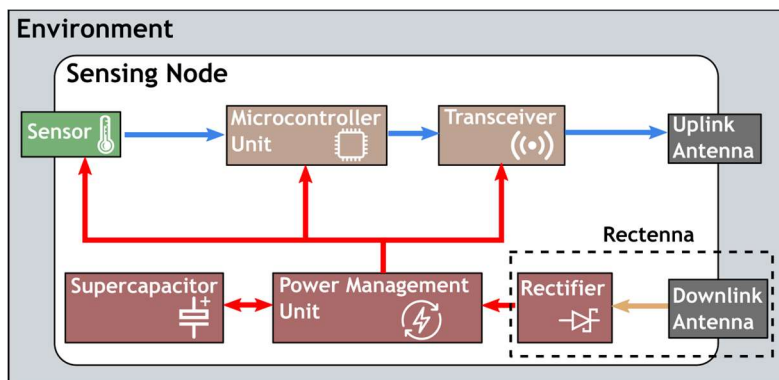 Environment
Sensing Node
Sensor
Microcontroller
Unit
Transceiver
Uplink
Antenna
Rectenna
Supercapacitor
+
Power Management
Unit
Rectifier
Downlink
Antenna